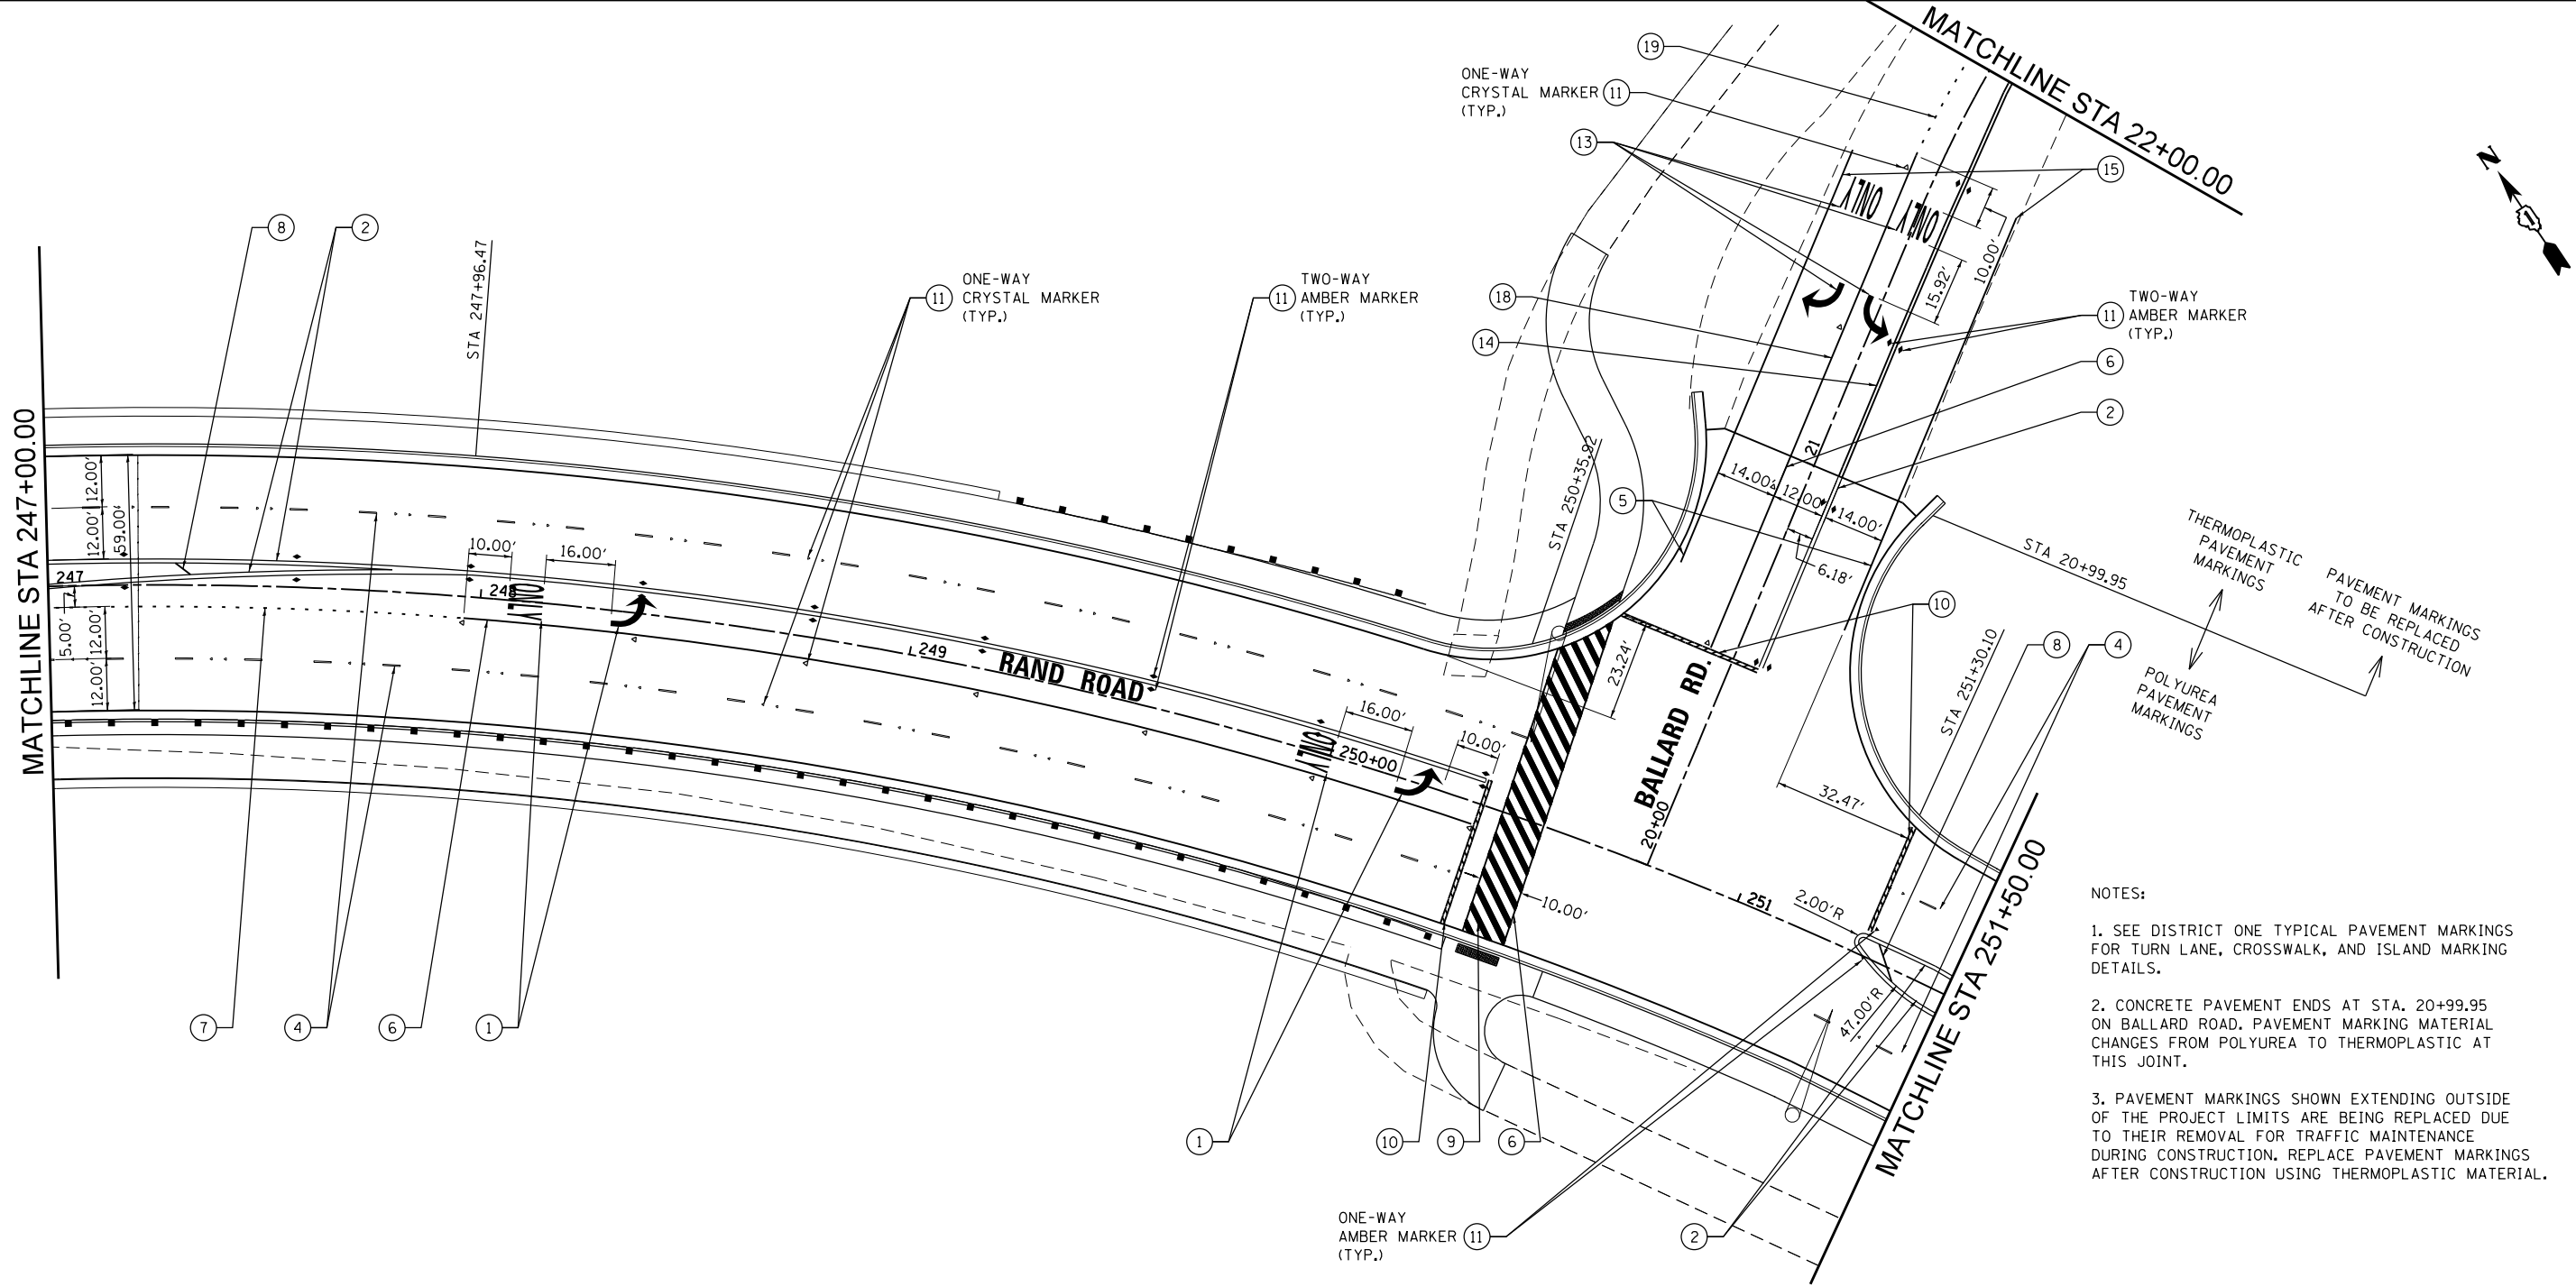 MATCHLINE STA 22+00.00
19
ONE-WAY
CRYSTAL MARKER 11
(TYP.)
13
15
N
ONLY
ONLY
10.00'
15.92'
8
2
STA 247+96.47
11 ONE-WAY
CRYSTAL MARKER
(TYP.)
11 TWO-WAY
AMBER MARKER
(TYP.)
18
14
11 TWO-WAY
AMBER MARKER
(TYP.)
6
2
MATCHLINE STA 247+00.00
12.00'
12.00'
59.00'
247
5.00'
12.00'
12.00'
10.00'
16.00'
248
ONLY
249
RAND ROAD
STA 250+35.92
5
21
14.00'
12.00'
14.00'
6.18'
10
23.24'
BALLARD RD.
20+00
STA 20+99.95
THERMOPLASTIC
PAVEMENT
MARKINGS
PAVEMENT MARKINGS
TO BE REPLACED
AFTER CONSTRUCTION
POLYUREA
PAVEMENT
MARKINGS
STA 251+30.10
8
4
16.00'
10.00'
ONLY
250+00
10.00'
32.47'
251
2.00'R
47.00'R
MATCHLINE STA 251+50.00
7
4
6
1
1
10
9
6
ONE-WAY
AMBER MARKER 11
(TYP.)
2
NOTES:
1. SEE DISTRICT ONE TYPICAL PAVEMENT MARKINGS
FOR TURN LANE, CROSSWALK, AND ISLAND MARKING
DETAILS.
2. CONCRETE PAVEMENT ENDS AT STA. 20+99.95
ON BALLARD ROAD. PAVEMENT MARKING MATERIAL
CHANGES FROM POLYUREA TO THERMOPLASTIC AT
THIS JOINT.
3. PAVEMENT MARKINGS SHOWN EXTENDING OUTSIDE
OF THE PROJECT LIMITS ARE BEING REPLACED DUE
TO THEIR REMOVAL FOR TRAFFIC MAINTENANCE
DURING CONSTRUCTION. REPLACE PAVEMENT MARKINGS
AFTER CONSTRUCTION USING THERMOPLASTIC MATERIAL.